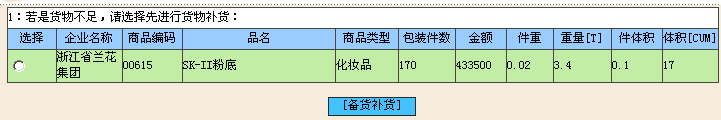 1：若是货物不足，请选择先进行货物补货：
选择 企业名称 商品编码 品名 商品类型 包装件数 金额 件重 重量[T] 件体积 体积[CUM]
浙江省兰花集团 00615 SK-II粉底 化妆品 170 433500 0.02 3.4 0.1 17
[备货补货]